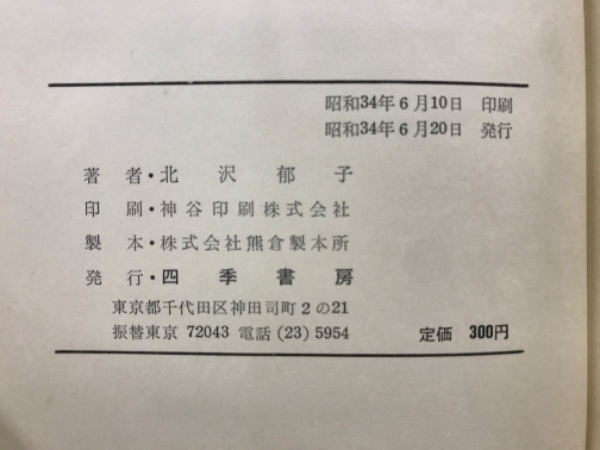 昭和34年6月10日 印刷
昭和34年6月20日 発行
著者・北沢郁子
印刷・神谷印刷株式会社
製本・株式会社熊倉製本所
発行・四季書房
東京都千代田区神田司町2の21
振替東京 72043 電話(23)5954
定価 300円